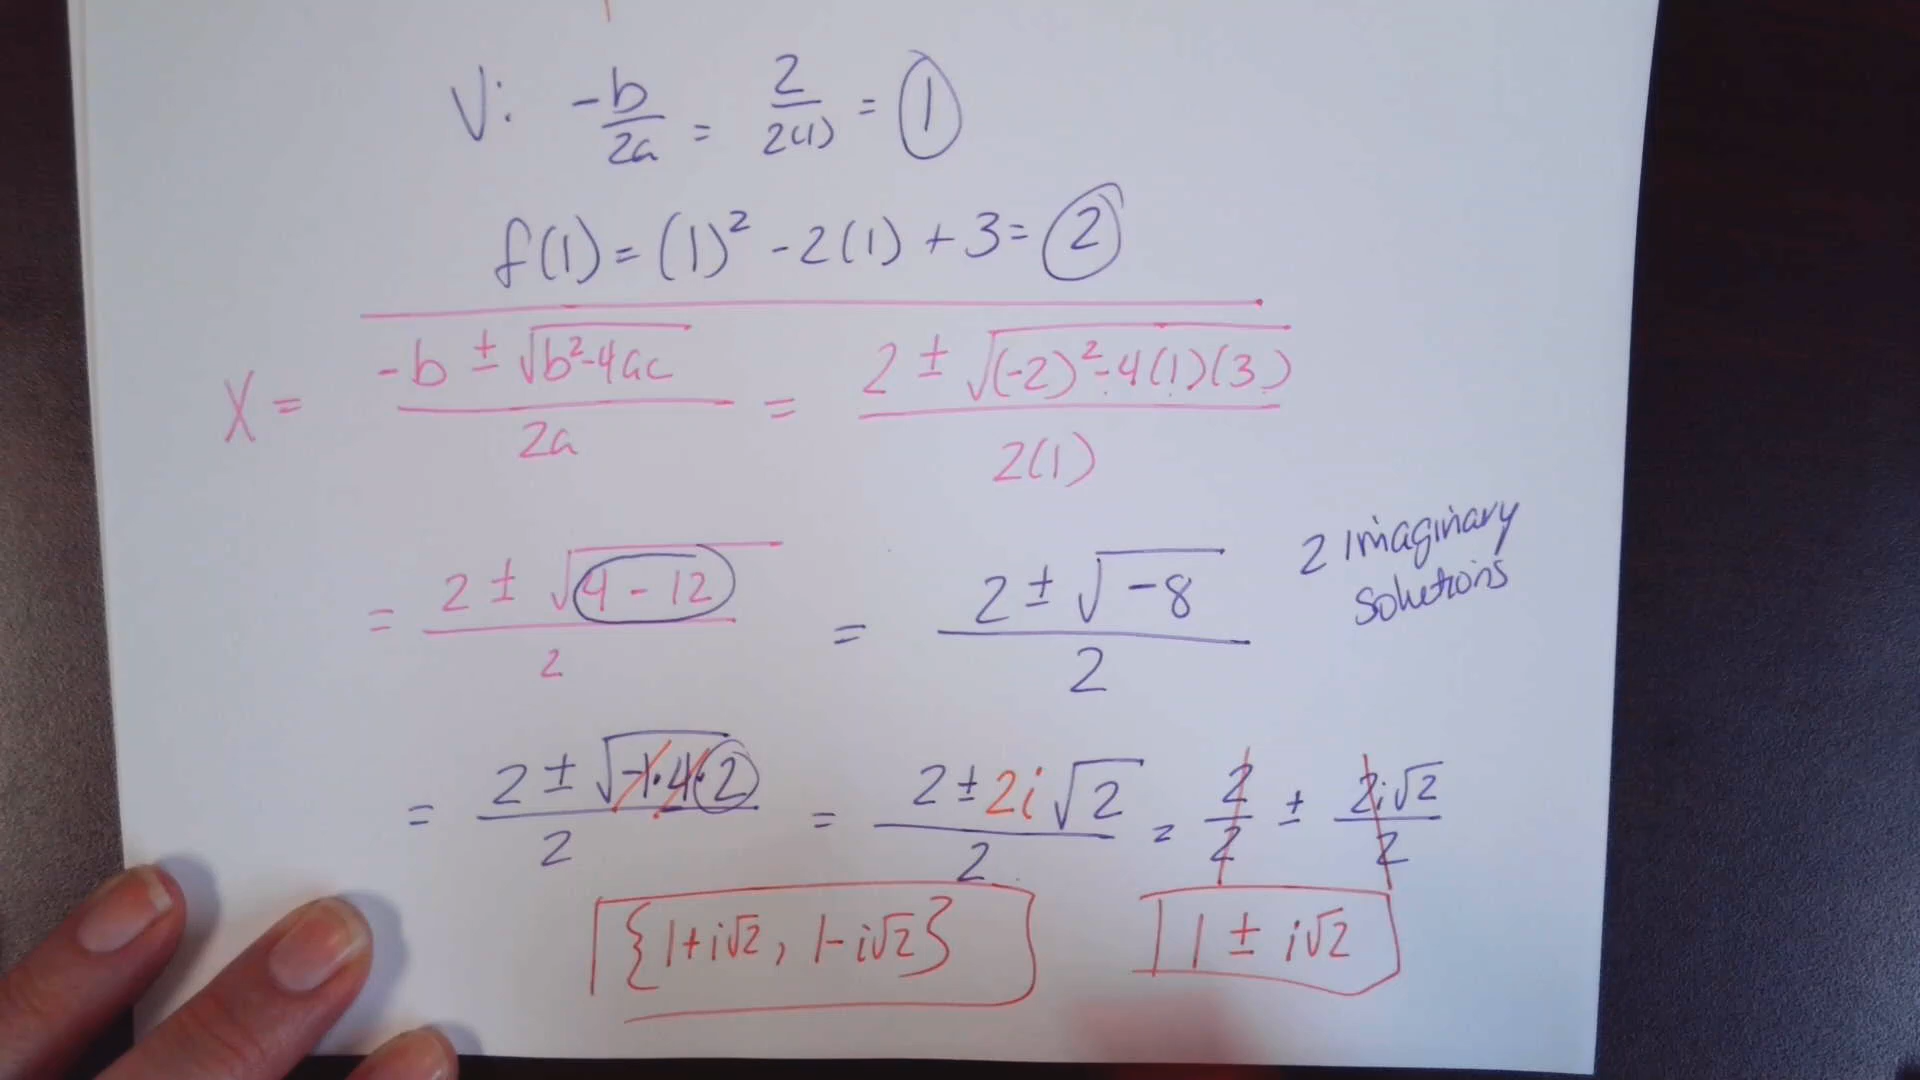 V: -b/2a = 2/2(1) = 1
f(1) = (1)² - 2(1) + 3 = 2
X = (-b ± √(b²-4ac))/2a = (2 ± √((-2)²-4(1)(3)))/2(1)
= (2 ± √(4 - 12))/2 = (2 ± √-8)/2 2 imaginary solutions
= (2 ± √(-1·4·2))/2 = (2 ± 2i√2)/2 = 2/2 ± 2i√2/2
{1+i√2, 1-i√2} 1 ± i√2